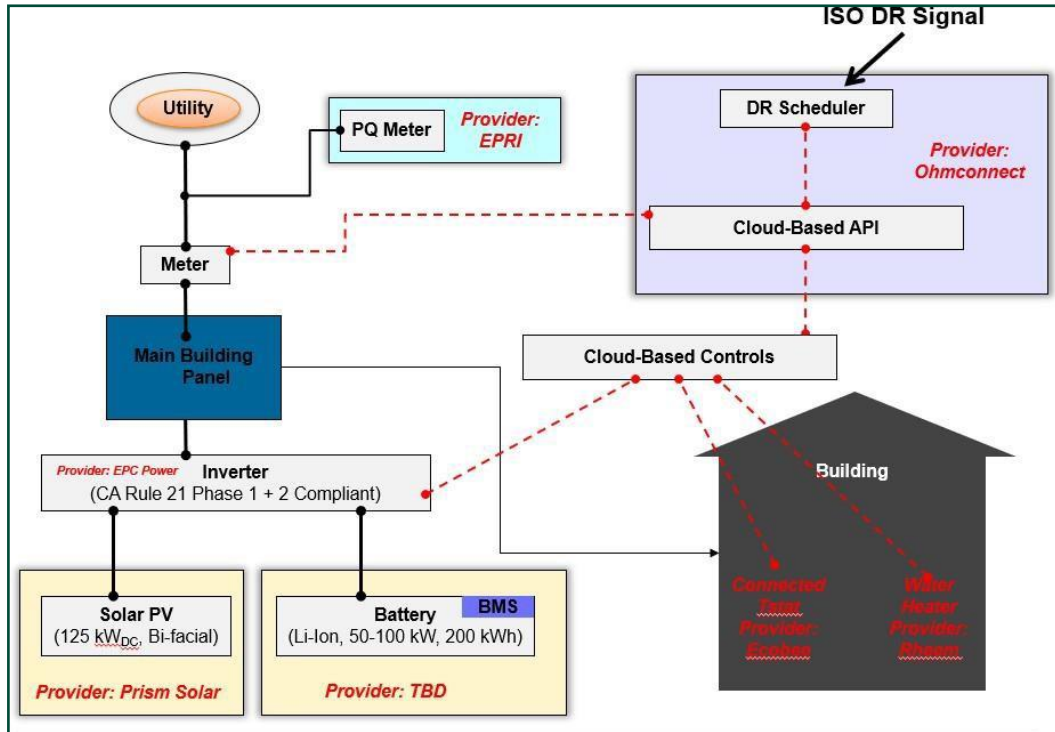 ISO DR Signal
Utility
PQ Meter
Provider:
EPRI
DR Scheduler
Provider:
Ohmconnect
Cloud-Based API
Meter
Main Building
Panel
Cloud-Based Controls
Provider: EPC Power
Inverter
(CA Rule 21 Phase 1 + 2 Compliant)
Building
Solar PV
(125 kWDC, Bi-facial)
Provider: Prism Solar
Battery
BMS
(Li-Ion, 50-100 kW, 200 kWh)
Provider: TBD
Connected
Tstat
Provider:
Ecobee
Water
Heater
Provider:
Rheem